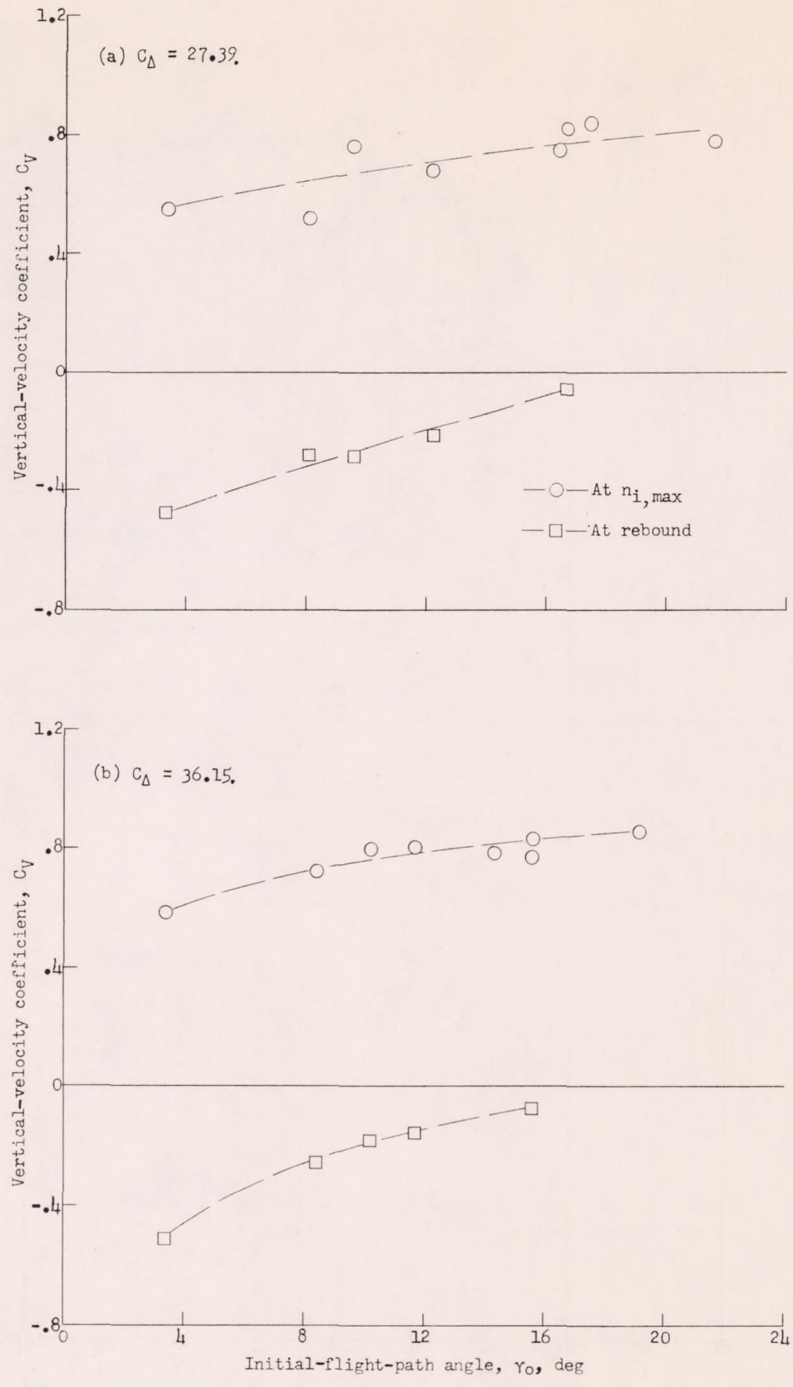 1.2
(a) C_Δ = 27.39.
.8
.4
0
-.4
-.8
Vertical-velocity coefficient, C_V
At n_i,max
At rebound
1.2
(b) C_Δ = 36.15.
.8
.4
0
-.4
-.8
Vertical-velocity coefficient, C_V
0 4 8 12 16 20 24
Initial-flight-path angle, γ_o, deg